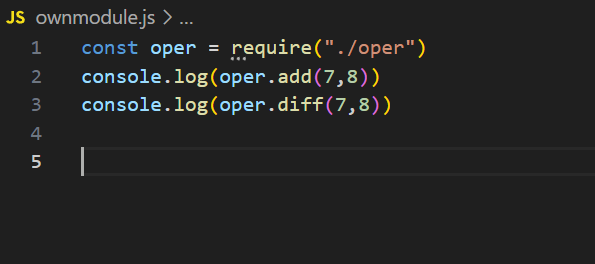 JS ownmodule.js > ...
1 const oper = require("./oper")
2 console.log(oper.add(7,8))
3 console.log(oper.diff(7,8))
4
5